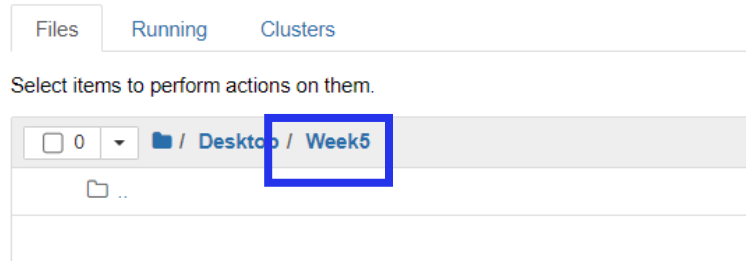 Files Running Clusters
Select items to perform actions on them.
0 / Desktop / Week5
..